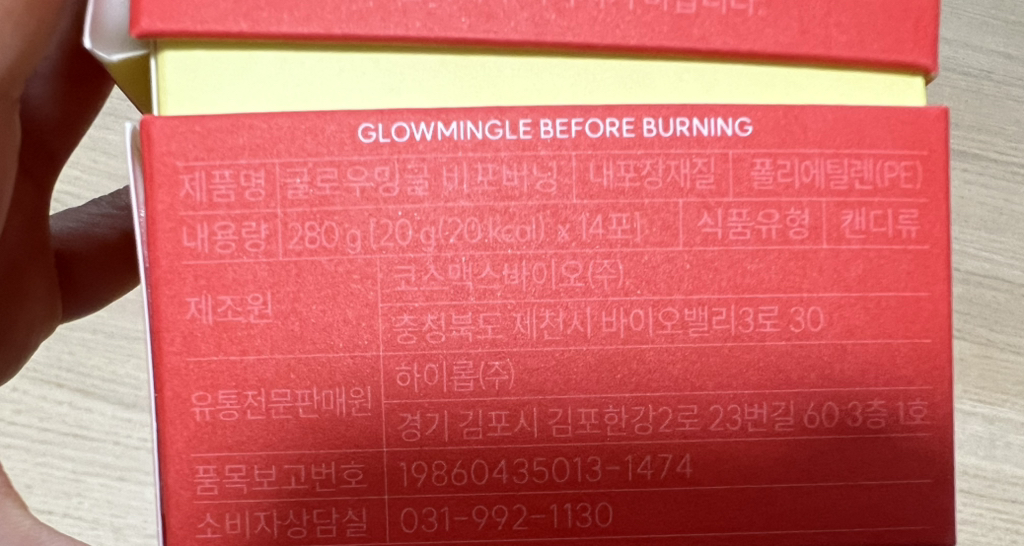 니다.
GLOWMINGLE BEFORE BURNING
제품명 글로우밍글 비포버닝 내포장재질 폴리에틸렌(PE)
내용량 280 g (20 g(20 kcal) x 14포) 식품유형 캔디류
제조원 코스맥스바이오(주)
충청북도 제천시 바이오밸리3로 30
유통전문판매원 하이롭(주)
경기 김포시 김포한강2로 23번길 60 3층 1호
품목보고번호 19860435013-1474
소비자상담실 031-992-1130